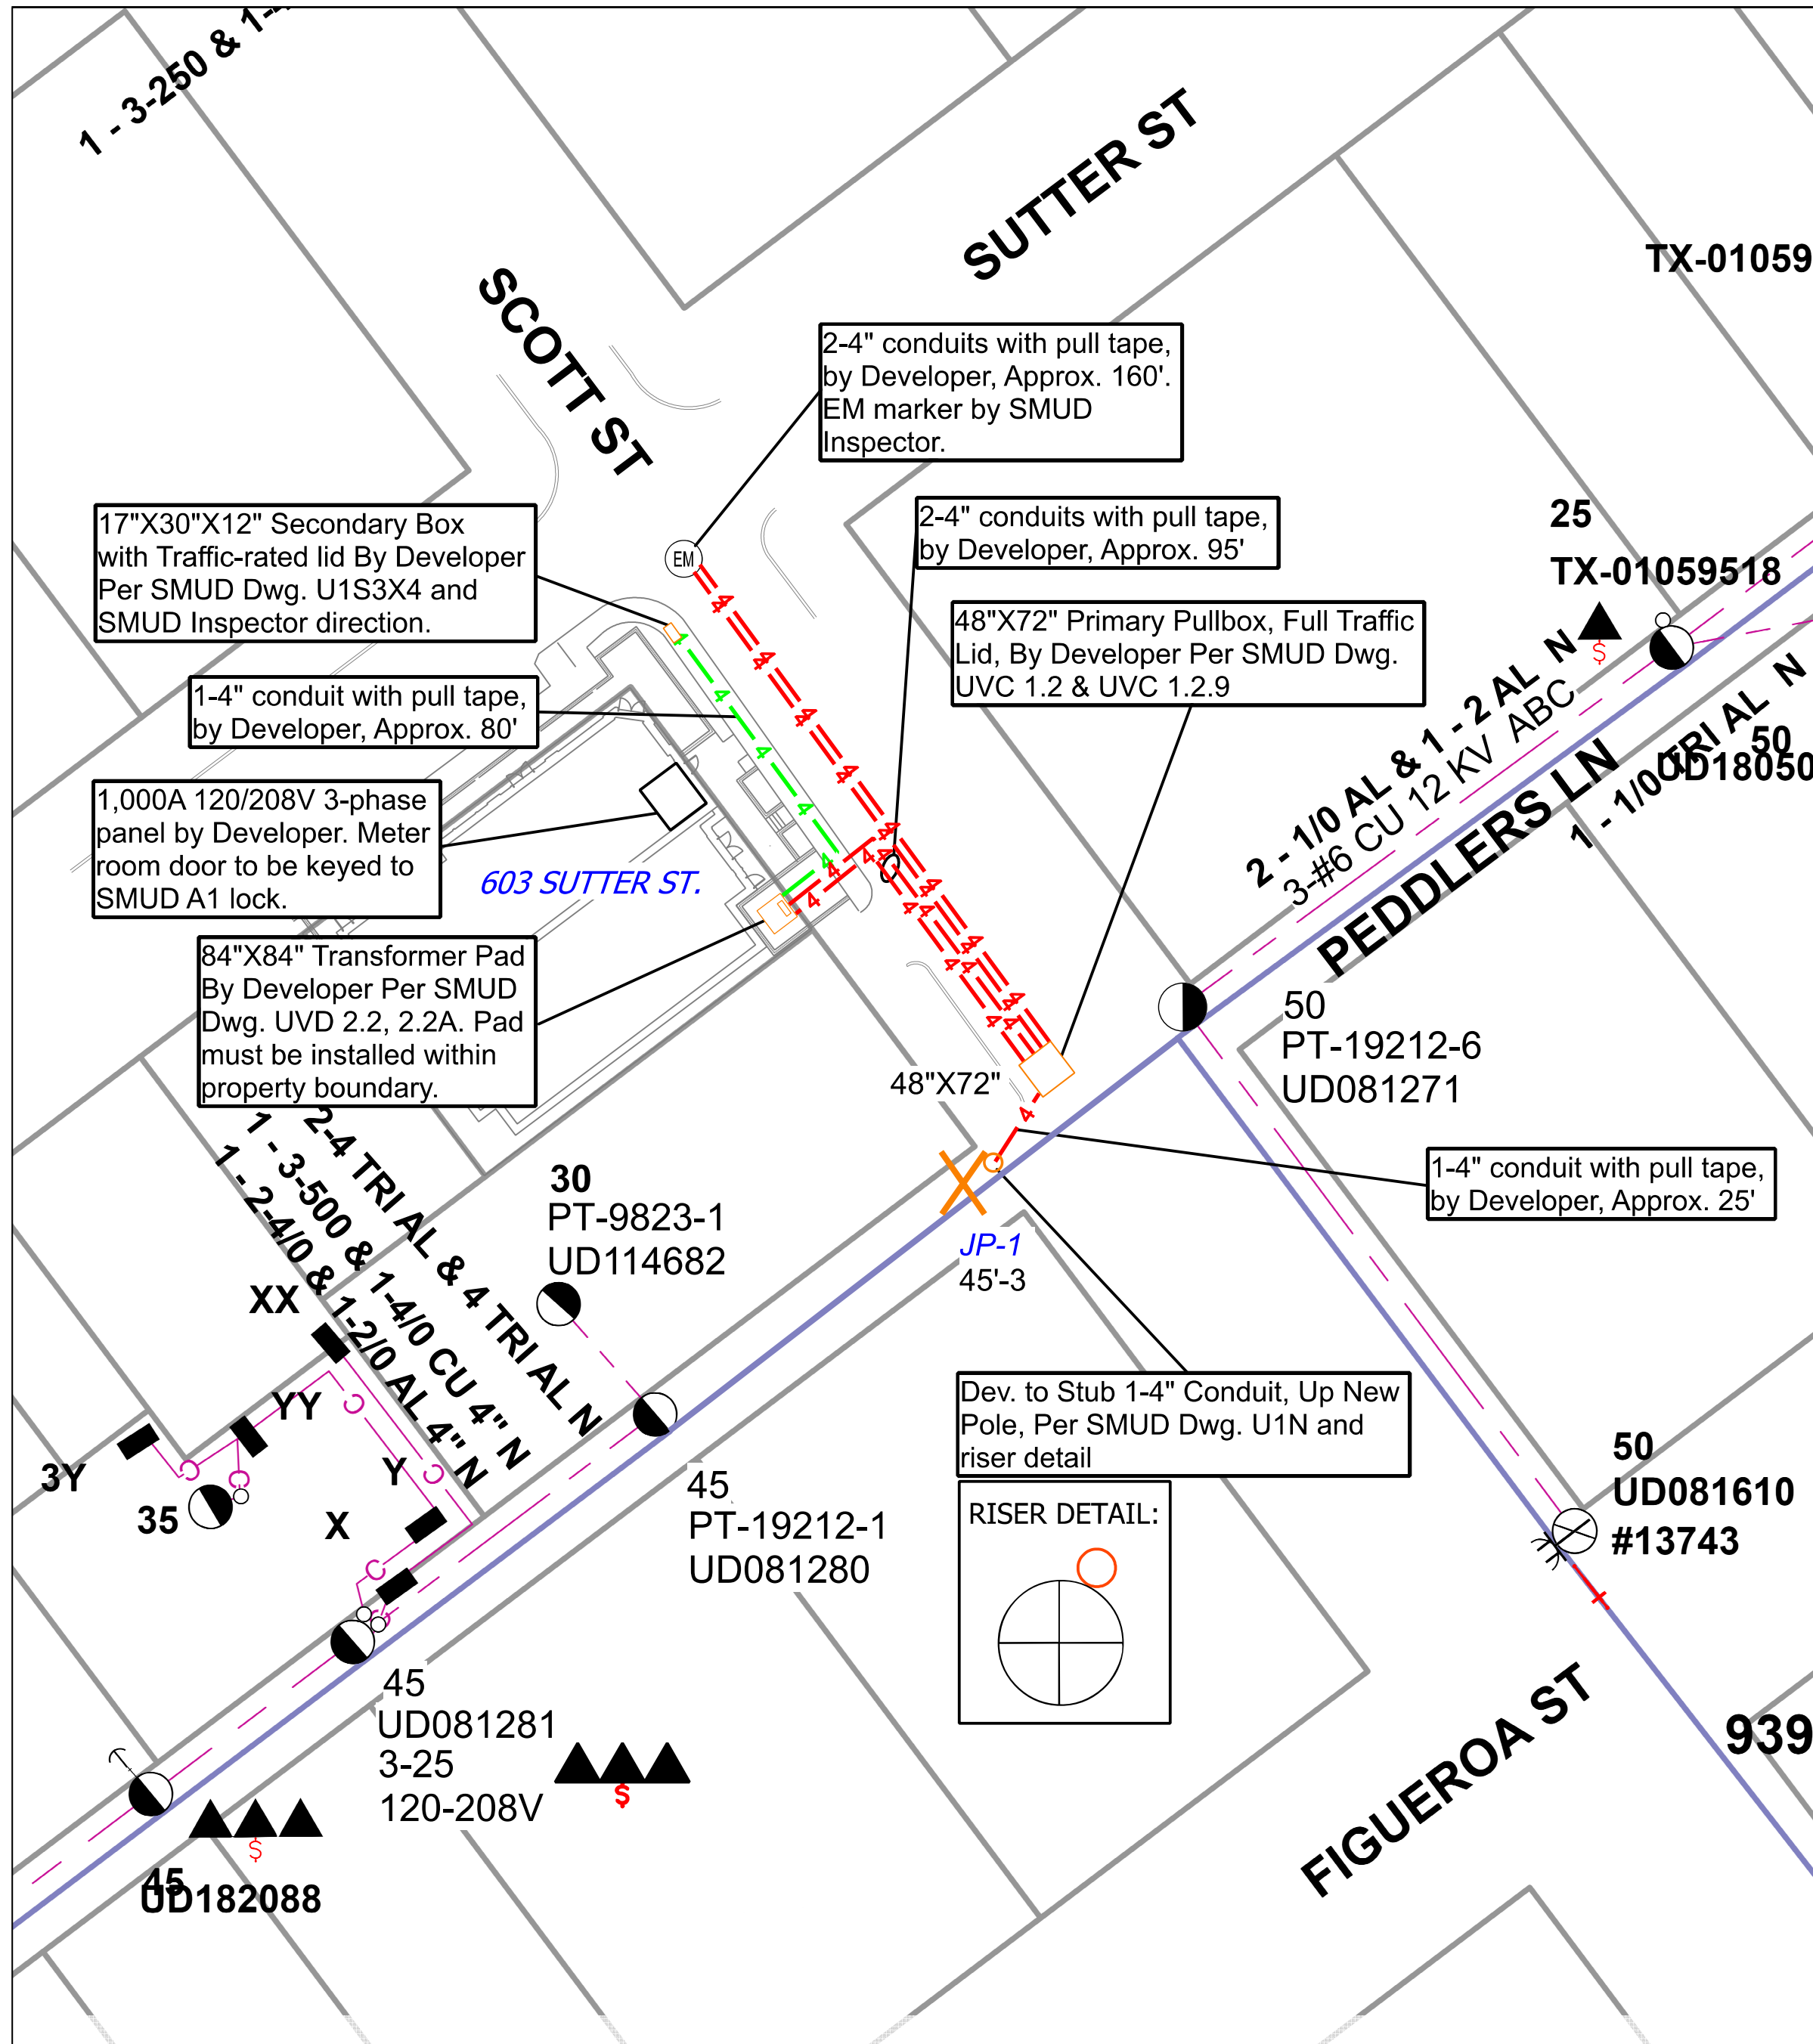 1 - 3-250 & 1-4
SUTTER ST
TX-01059
SCOTT ST
2-4" conduits with pull tape,
by Developer, Approx. 160'.
EM marker by SMUD
Inspector.
17"X30"X12" Secondary Box
with Traffic-rated lid By Developer
Per SMUD Dwg. U1S3X4 and
SMUD Inspector direction.
EM
2-4" conduits with pull tape,
by Developer, Approx. 95'
25
TX-01059518
$
48"X72" Primary Pullbox, Full Traffic
Lid, By Developer Per SMUD Dwg.
UVC 1.2 & UVC 1.2.9
1-4" conduit with pull tape,
by Developer, Approx. 80'
2 - 1/0 AL & 1 - 2 AL N
3-#6 CU 12 KV ABC
PEDDLERS LN
1 - 1/0 TRI AL N
50
UD18050
1,000A 120/208V 3-phase
panel by Developer. Meter
room door to be keyed to
SMUD A1 lock.
603 SUTTER ST.
84"X84" Transformer Pad
By Developer Per SMUD
Dwg. UVD 2.2, 2.2A. Pad
must be installed within
property boundary.
50
PT-19212-6
UD081271
48"X72"
2-4 TRI AL & 4 TRI AL N
1 - 3-500 & 1-4/0 CU 4" N
1 - 2-4/0 & 1-2/0 AL 4" N
30
PT-9823-1
UD114682
1-4" conduit with pull tape,
by Developer, Approx. 25'
JP-1
45'-3
XX
YY
3Y
Y
35
X
Dev. to Stub 1-4" Conduit, Up New
Pole, Per SMUD Dwg. U1N and
riser detail
45
PT-19212-1
UD081280
RISER DETAIL:
50
UD081610
#13743
45
UD081281
3-25
120-208V
$
FIGUEROA ST
939
$
45
UD182088